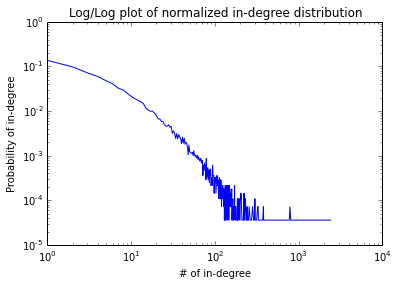 Log/Log plot of normalized in-degree distribution
10^0
10^-1
10^-2
10^-3
10^-4
10^-5
Probability of in-degree
10^0 10^1 10^2 10^3 10^4
# of in-degree